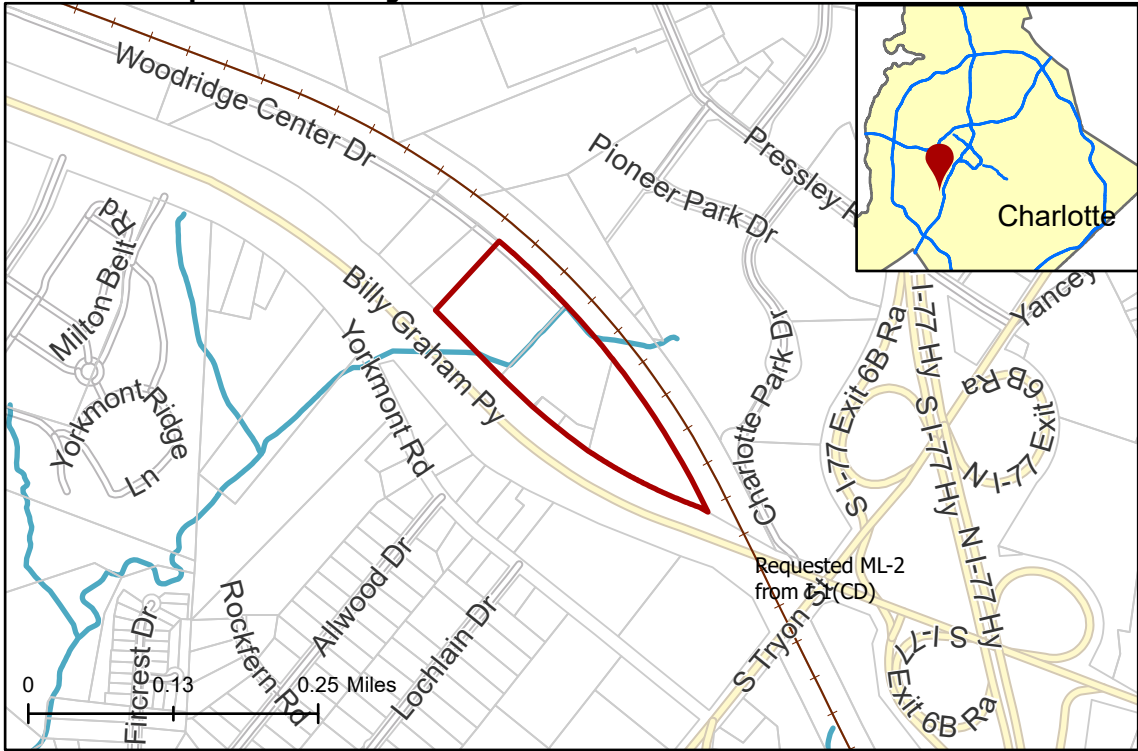 Woodridge Center Dr
Pioneer Park Dr
Pressley R
Charlotte
Yancey
Milton Belt Rd
Billy Graham Py
Yorkmont Rd
Yorkmont Ridge
Ln
Charlotte Park Dr
S I-77 Exit 6B Ra
I-77 Hy
S I-77 Hy
N I-77 Exit 6B Ra
N I-77 Hy
Requested ML-2
from I-1(CD)
S Tryon St
S I-77
Exit 6B Ra
Allwood Dr
Lochlain Dr
Rockfern Rd
Fircrest Dr
0 0.13 0.25 Miles